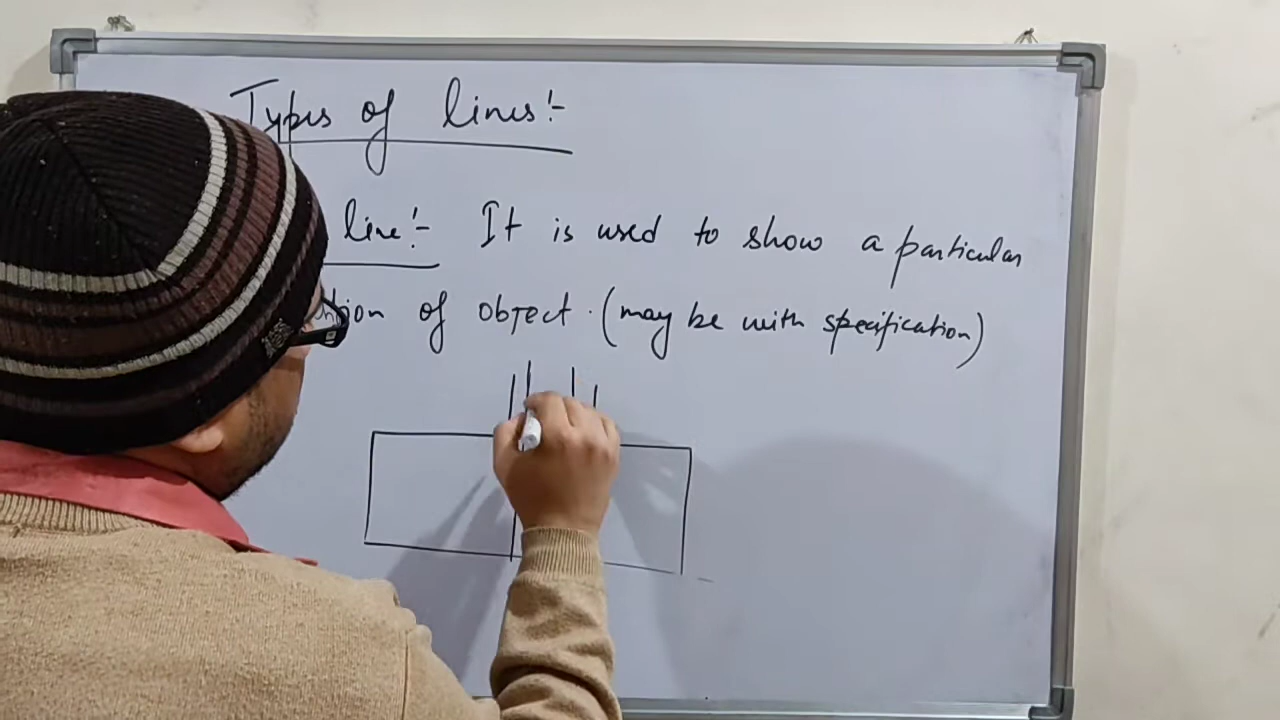 Types of lines:-
line:- It is used to show a particular
of object. (may be with specification)